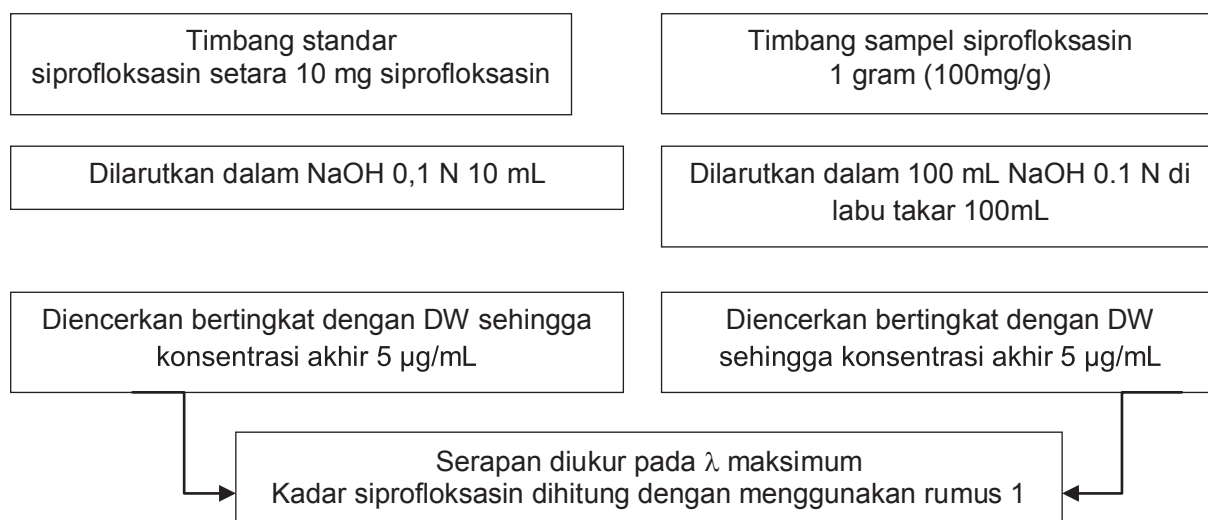 Timbang standar
siprofloksasin setara 10 mg siprofloksasin
Timbang sampel siprofloksasin
1 gram (100mg/g)
Dilarutkan dalam NaOH 0,1 N 10 mL
Dilarutkan dalam 100 mL NaOH 0.1 N di
labu takar 100mL
Diencerkan bertingkat dengan DW sehingga
konsentrasi akhir 5 μg/mL
Diencerkan bertingkat dengan DW
sehingga konsentrasi akhir 5 μg/mL
Serapan diukur pada λ maksimum
Kadar siprofloksasin dihitung dengan menggunakan rumus 1